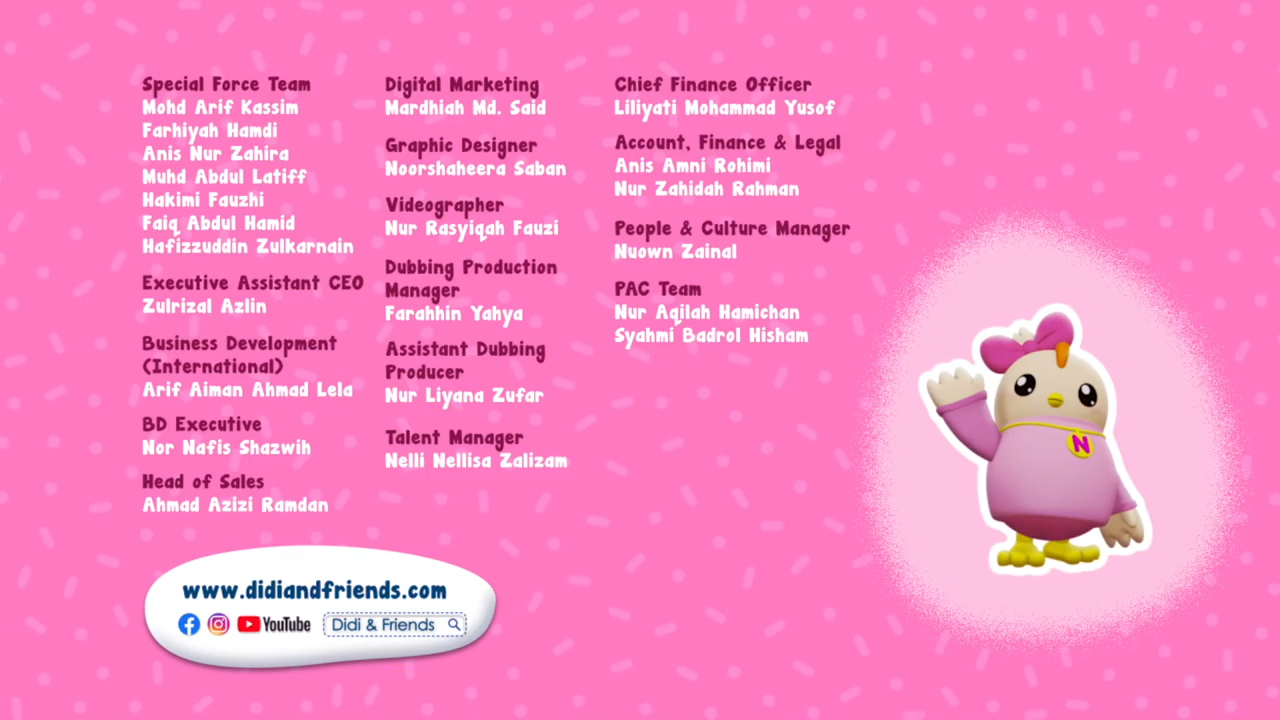 Special Force Team
Mohd Arif Kassim
Farhiyah Hamdi
Anis Nur Zahira
Muhd Abdul Latiff
Hakimi Fauzhi
Faiq Abdul Hamid
Hafizzuddin Zulkarnain
Executive Assistant CEO
Zulrizal Azlin
Business Development
(International)
Arif Aiman Ahmad Lela
BD Executive
Nor Nafis Shazwih
Head of Sales
Ahmad Azizi Ramdan
Digital Marketing
Mardhiah Md. Said
Graphic Designer
Noorshaheera Saban
Videographer
Nur Rasyiqah Fauzi
Dubbing Production
Manager
Farahhin Yahya
Assistant Dubbing
Producer
Nur Liyana Zufar
Talent Manager
Nelli Nellisa Zalizam
Chief Finance Officer
Liliyati Mohammad Yusof
Account, Finance & Legal
Anis Amni Rohimi
Nur Zahidah Rahman
People & Culture Manager
Nuown Zainal
PAC Team
Nur Aqilah Hamichan
Syahmi Badrol Hisham
N
www.didiandfriends.com
YouTube Didi & Friends